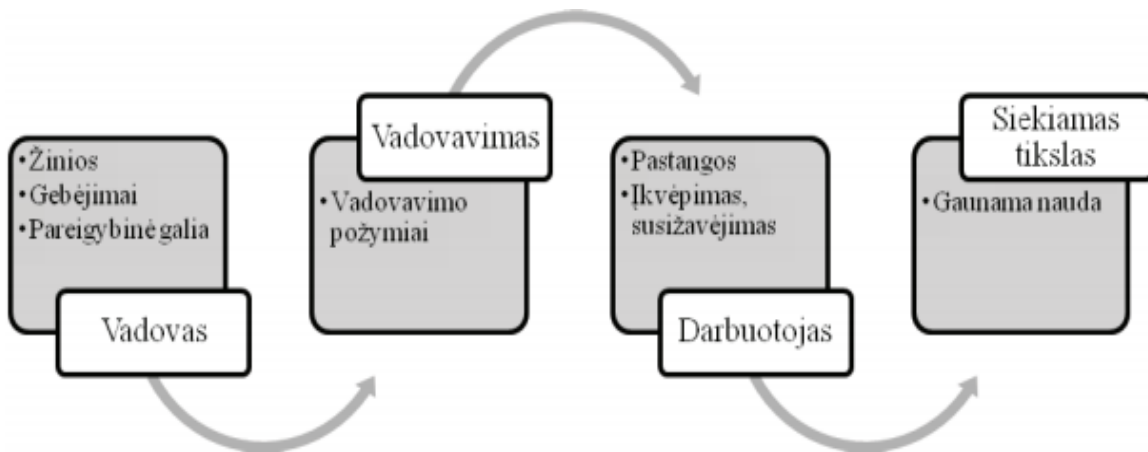 • Žinios
• Gebėjimai
• Pareigybinė galia
Vadovas
Vadovavimas
• Vadovavimo
požymiai
• Pastangos
• Įkvėpimas,
susižavėjimas
Darbuotojas
Siekiamas
tikslas
• Gaunama nauda